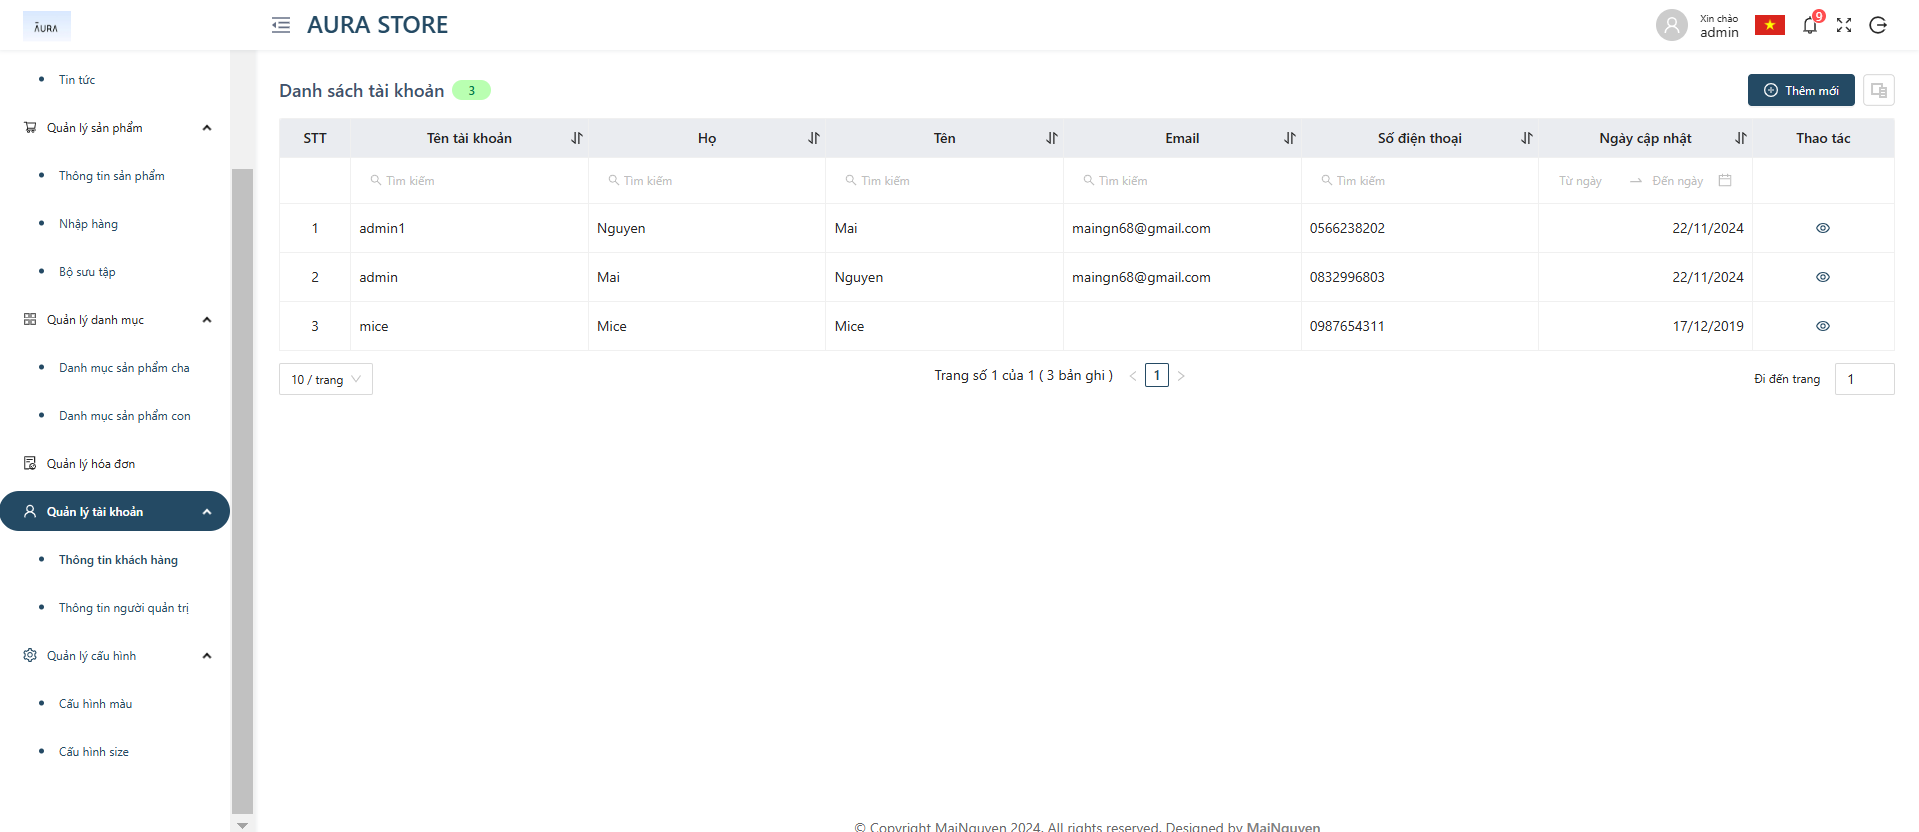 ĀURA
AURA STORE
Xin chào
admin
9
Tin tức
Quản lý sản phẩm
Thông tin sản phẩm
Nhập hàng
Bộ sưu tập
Quản lý danh mục
Danh mục sản phẩm cha
Danh mục sản phẩm con
Quản lý hóa đơn
Quản lý tài khoản
Thông tin khách hàng
Thông tin người quản trị
Quản lý cấu hình
Cấu hình màu
Cấu hình size
Danh sách tài khoản 3
Thêm mới
STT Tên tài khoản Họ Tên Email Số điện thoại Ngày cập nhật Thao tác
Tìm kiếm Tìm kiếm Tìm kiếm Tìm kiếm Tìm kiếm Từ ngày Đến ngày
1 admin1 Nguyen Mai maingn68@gmail.com 0566238202 22/11/2024
2 admin Mai Nguyen maingn68@gmail.com 0832996803 22/11/2024
3 mice Mice Mice 0987654311 17/12/2019
10 / trang Trang số 1 của 1 ( 3 bản ghi ) < 1 > Đi đến trang 1
© Copyright MaiNguyen 2024. All rights reserved. Designed by MaiNguyen